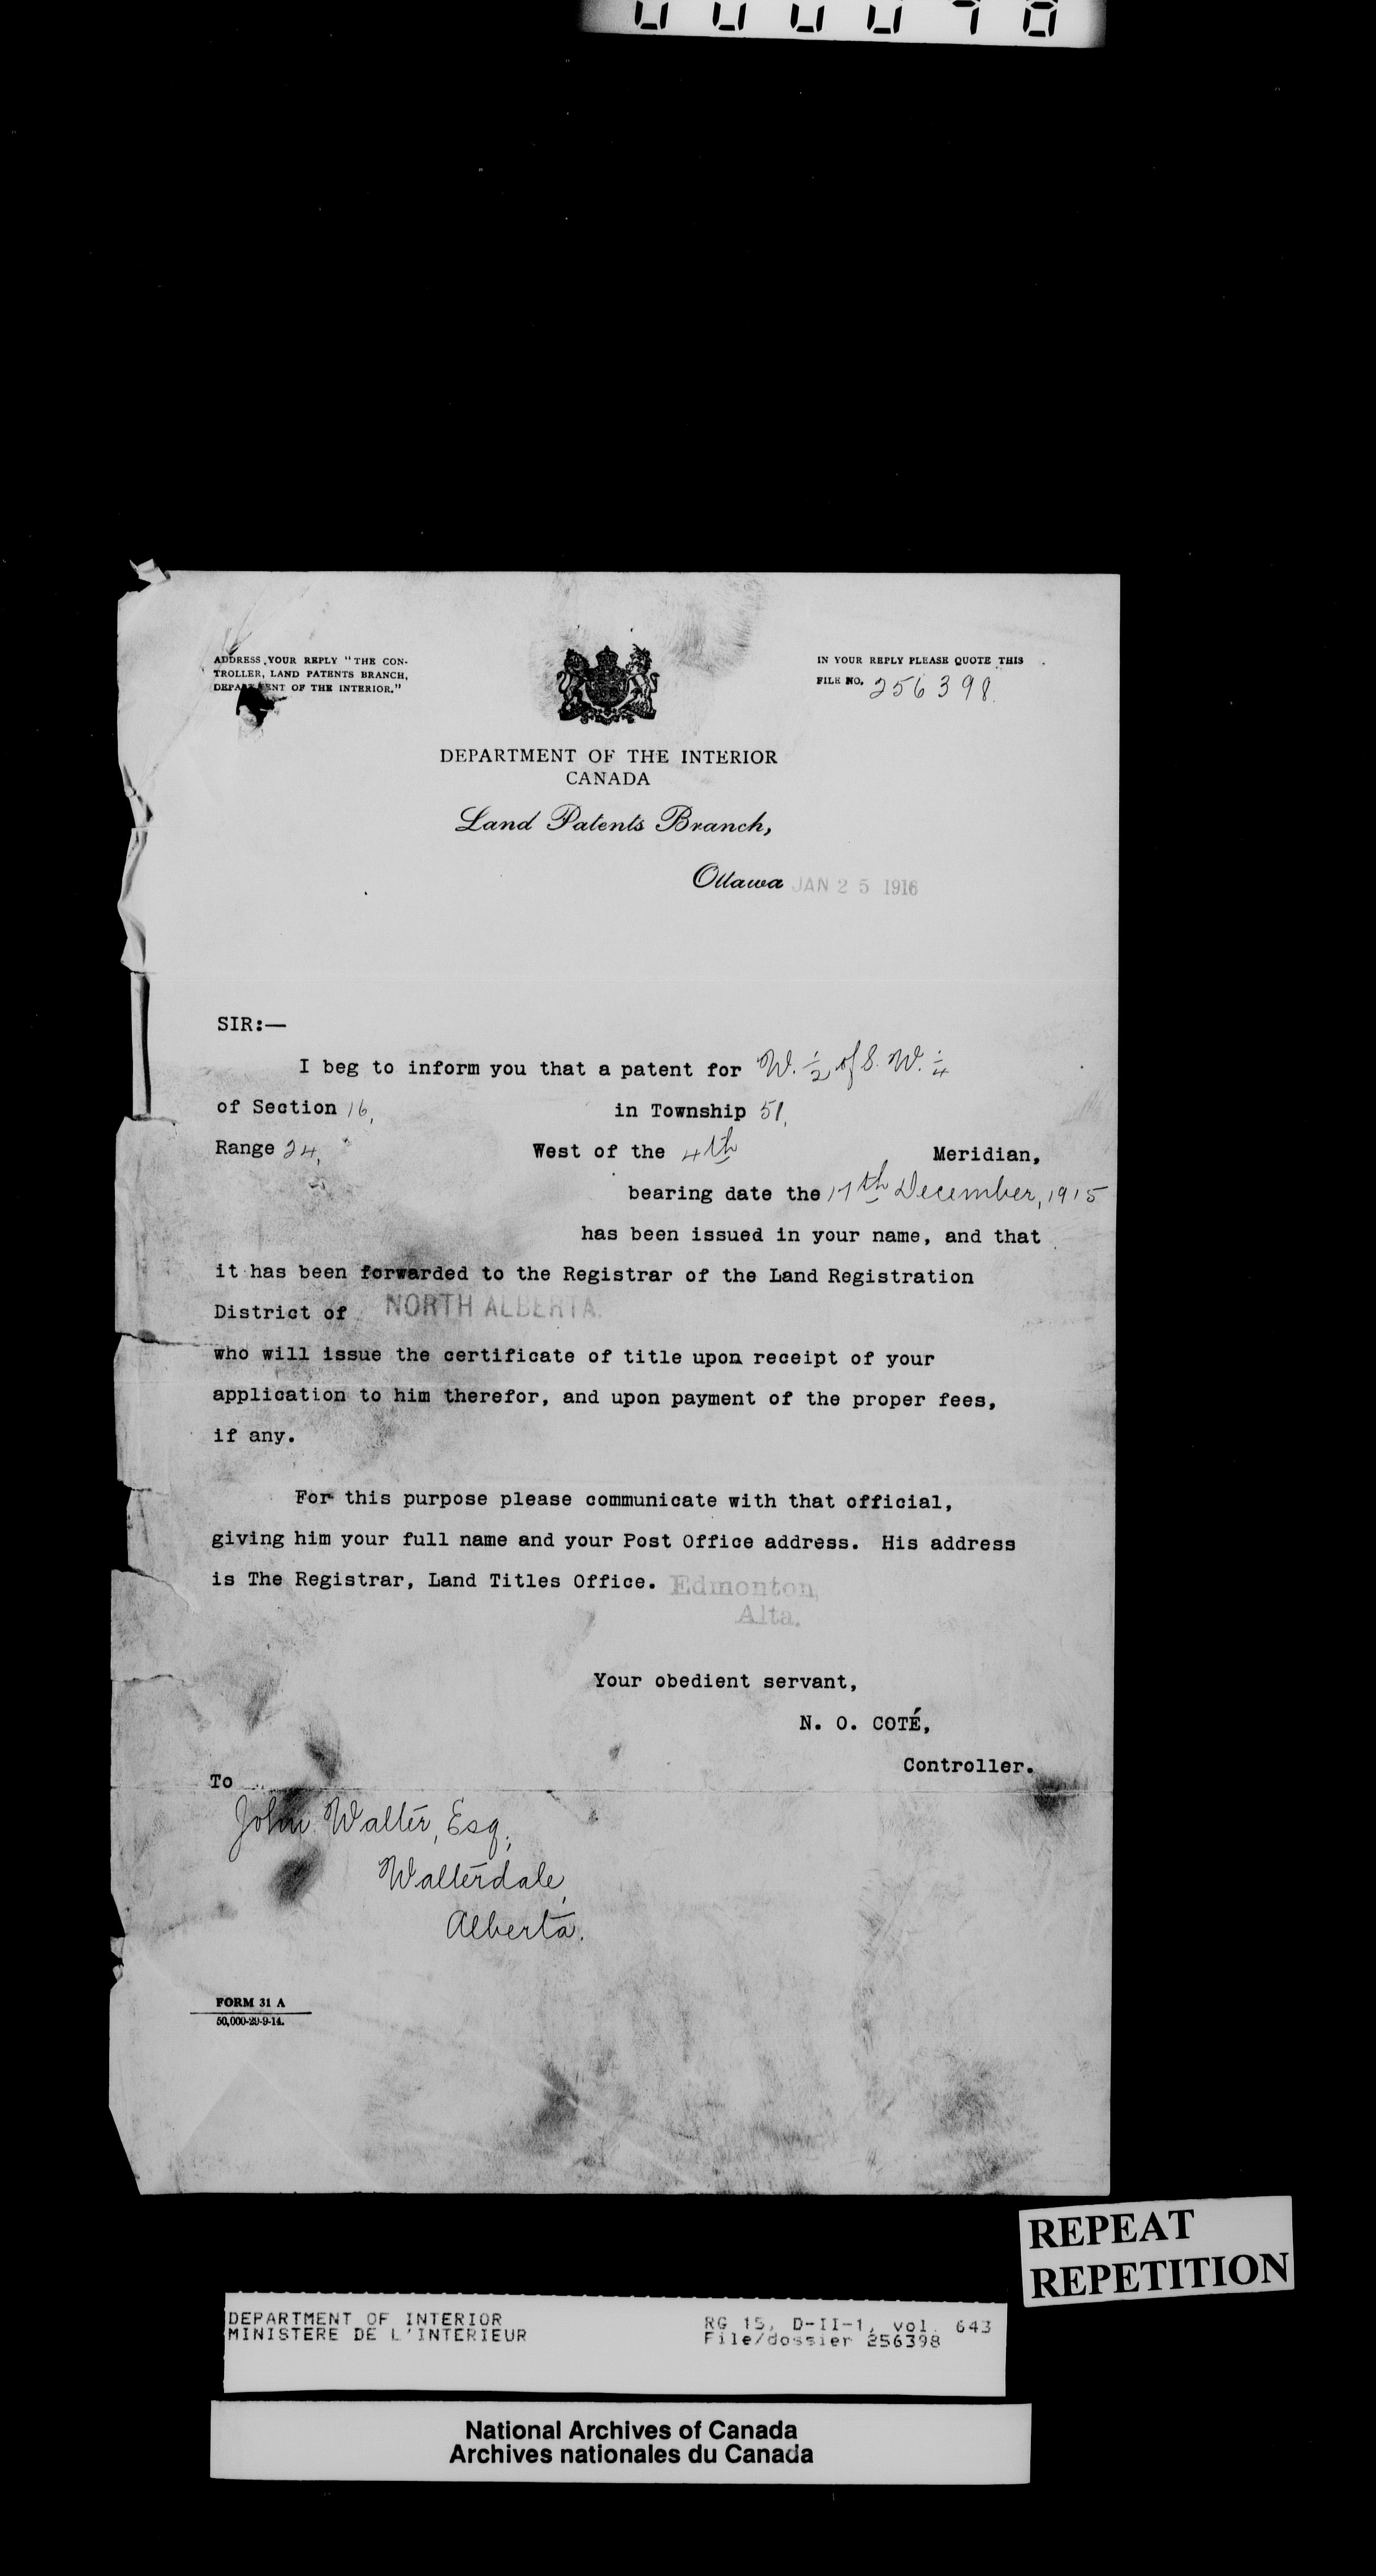 ADDRESS YOUR REPLY "THE CON-
TROLLER, LAND PATENTS BRANCH,
DEPARTMENT OF THE INTERIOR."
IN YOUR REPLY PLEASE QUOTE THIS
FILE NO. 256398
DEPARTMENT OF THE INTERIOR
CANADA
Land Patents Branch,
Ottawa JAN 25 1916
SIR:—
I beg to inform you that a patent for W. ½ of S. W. ¼
of Section 16, in Township 51,
Range 24, West of the 4th Meridian,
bearing date the 17th December, 1915
has been issued in your name, and that
it has been forwarded to the Registrar of the Land Registration
District of NORTH ALBERTA.
who will issue the certificate of title upon receipt of your
application to him therefor, and upon payment of the proper fees,
if any.
For this purpose please communicate with that official,
giving him your full name and your Post Office address. His address
is The Registrar, Land Titles Office. Edmonton,
Alta.
Your obedient servant,
N. O. COTÉ,
Controller.
To
John Walter, Esq.,
Walterdale,
Alberta.
FORM 31 A
50,000-29-9-14.
REPEAT
REPETITION
DEPARTMENT OF INTERIOR
MINISTERE DE L'INTERIEUR
RG 15, D-II-1, vol. 643
File/dossier 256398
National Archives of Canada
Archives nationales du Canada